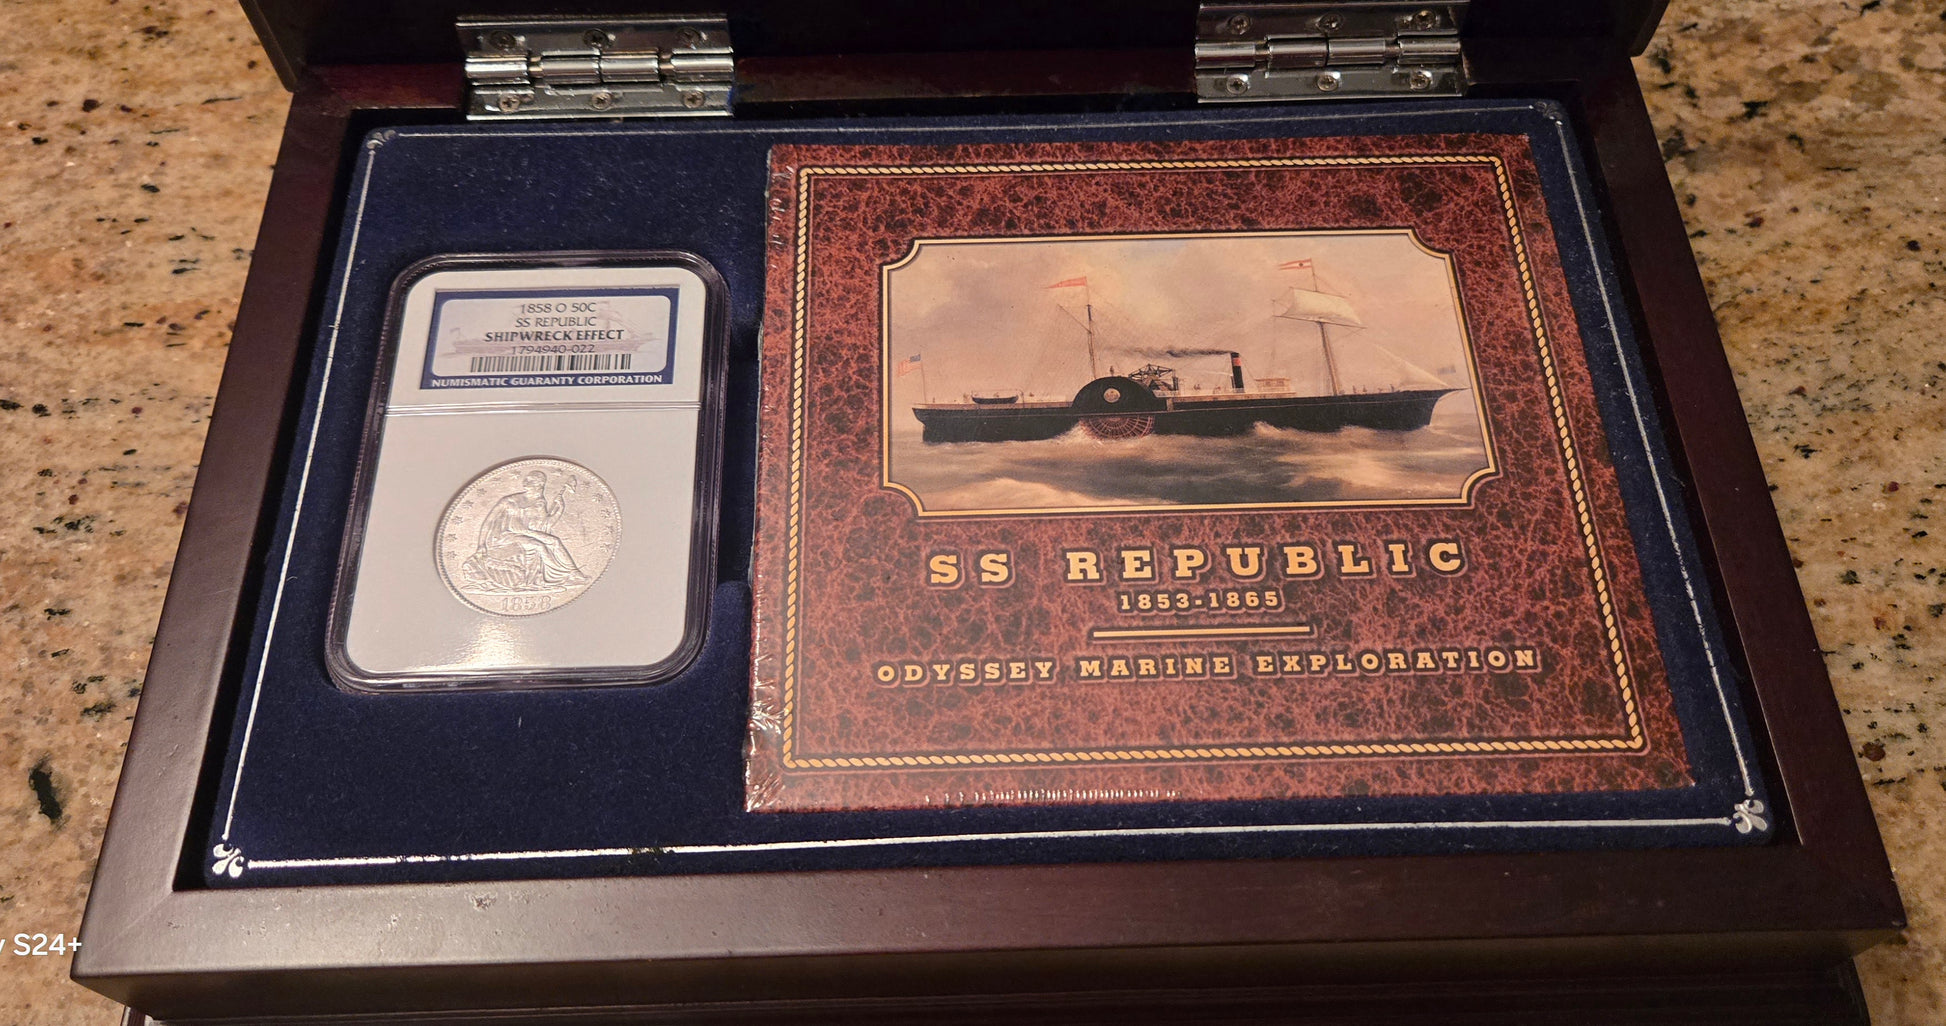 1858 O 50C
SS REPUBLIC
SHIPWRECK EFFECT
1794940-022
NUMISMATIC GUARANTY CORPORATION
1858
SS REPUBLIC
1853-1865
ODYSSEY MARINE EXPLORATION
S24+